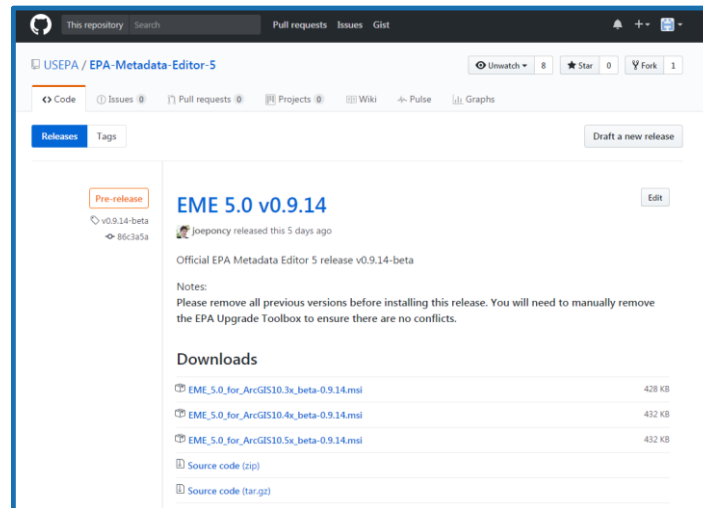 This repository Search Pull requests Issues Gist
USEPA / EPA-Metadata-Editor-5 Unwatch 8 Star 0 Fork 1
Code Issues 0 Pull requests 0 Projects 0 Wiki Pulse Graphs
Releases Tags Draft a new release
Pre-release EME 5.0 v0.9.14 Edit
v0.9.14-beta
joeponcy released this 5 days ago
86c3a5a
Official EPA Metadata Editor 5 release v0.9.14-beta
Notes:
Please remove all previous versions before installing this release. You will need to manually remove
the EPA Upgrade Toolbox to ensure there are no conflicts.
Downloads
EME_5.0_for_ArcGIS10.3x_beta-0.9.14.msi 428 KB
EME_5.0_for_ArcGIS10.4x_beta-0.9.14.msi 432 KB
EME_5.0_for_ArcGIS10.5x_beta-0.9.14.msi 432 KB
Source code (zip)
Source code (tar.gz)